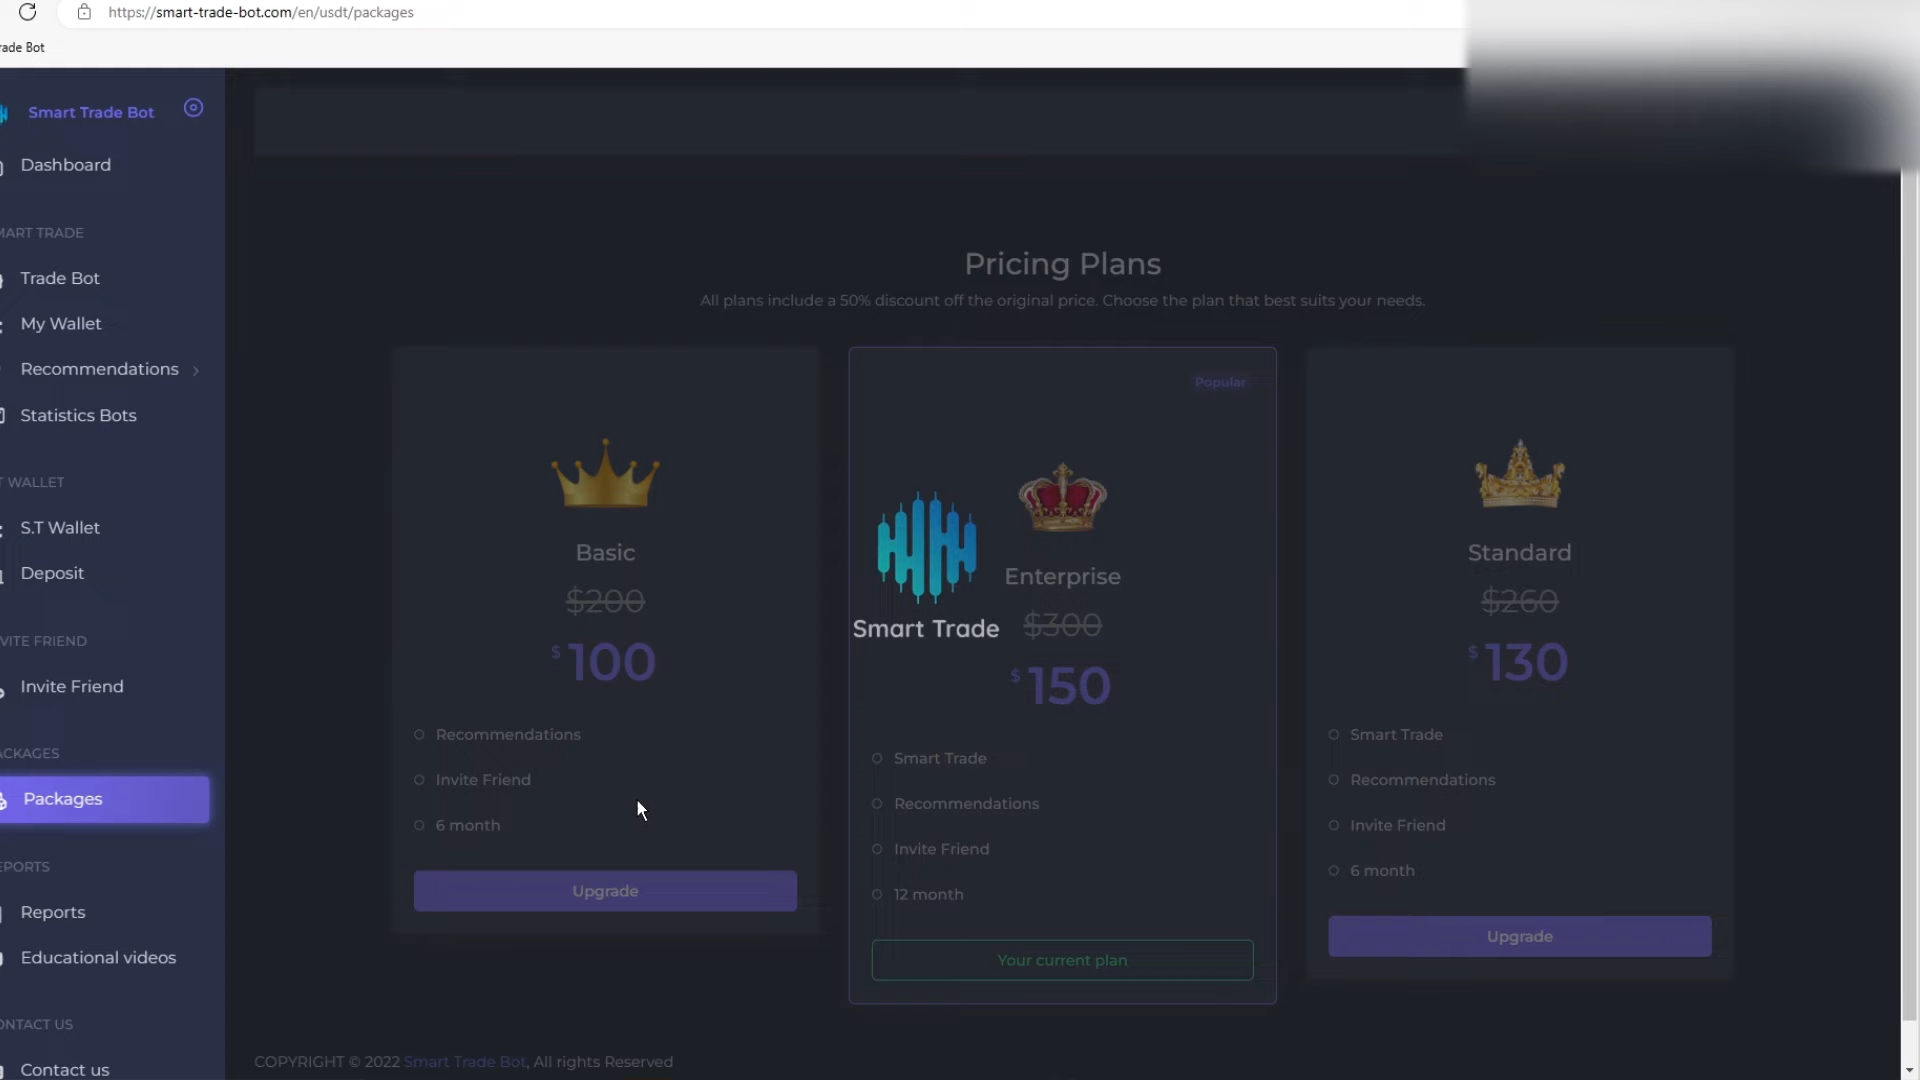 https://smart-trade-bot.com/en/usdt/packages
rade Bot
Smart Trade Bot
Dashboard
MART TRADE
Trade Bot
My Wallet
Recommendations
Statistics Bots
T WALLET
S.T Wallet
Deposit
VITE FRIEND
Invite Friend
ACKAGES
Packages
EPORTS
Reports
Educational videos
ONTACT US
Contact us
Pricing Plans
All plans include a 50% discount off the original price. Choose the plan that best suits your needs.
Basic
$200
$100
Recommendations
Invite Friend
6 month
Upgrade
Popular
Smart Trade
Enterprise
$300
$150
Smart Trade
Recommendations
Invite Friend
12 month
Your current plan
Standard
$260
$130
Smart Trade
Recommendations
Invite Friend
6 month
Upgrade
COPYRIGHT © 2022 Smart Trade Bot, All rights Reserved